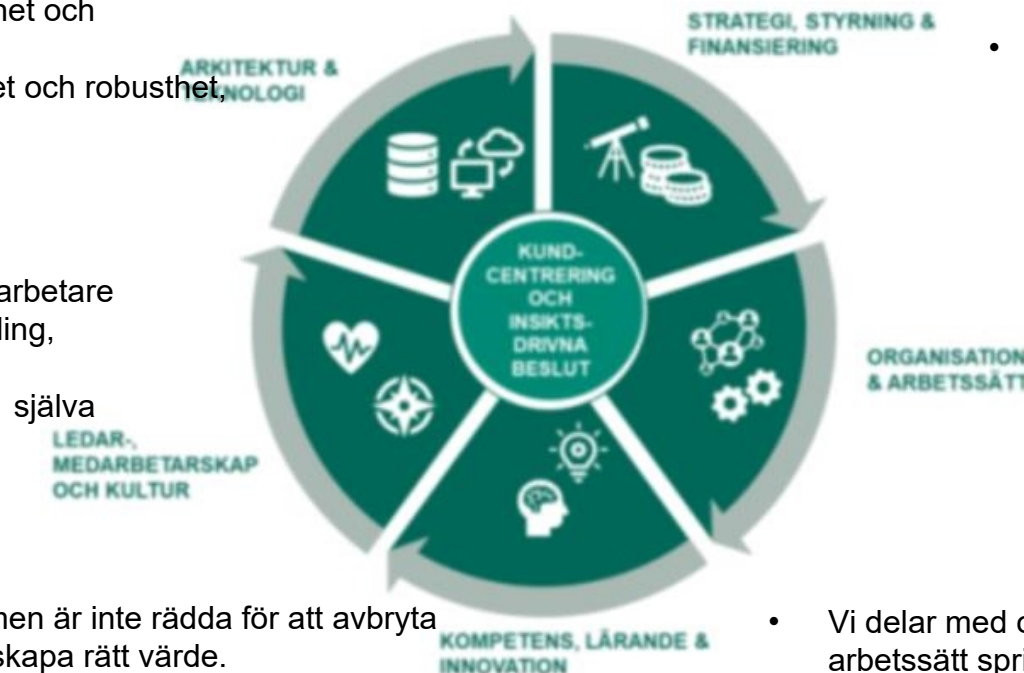 het och
et och robusthet,
ARKITEKTUR &
TEKNOLOGI
STRATEGI, STYRNING &
FINANSIERING
•
KUND-
CENTRERING
OCH
INSIKTS-
DRIVNA
BESLUT
arbetare
ling,
själva
ORGANISATION
& ARBETSSÄTT
LEDAR-,
MEDARBETARSKAP
OCH KULTUR
men är inte rädda för att avbryta
skapa rätt värde.
KOMPETENS, LÄRANDE &
INNOVATION
• Vi delar med
arbetssätt spri